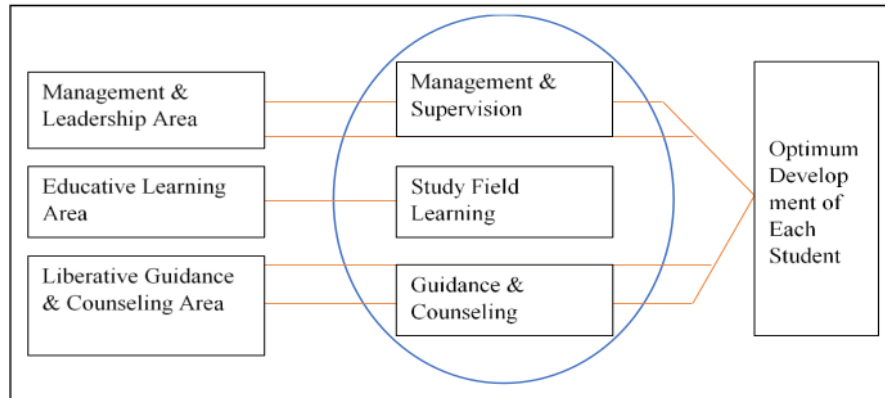 Management &
Leadership Area
Management &
Supervision
Educative Learning
Area
Study Field
Learning
Liberative Guidance
& Counseling Area
Guidance &
Counseling
Optimum
Develop
ment of
Each
Student